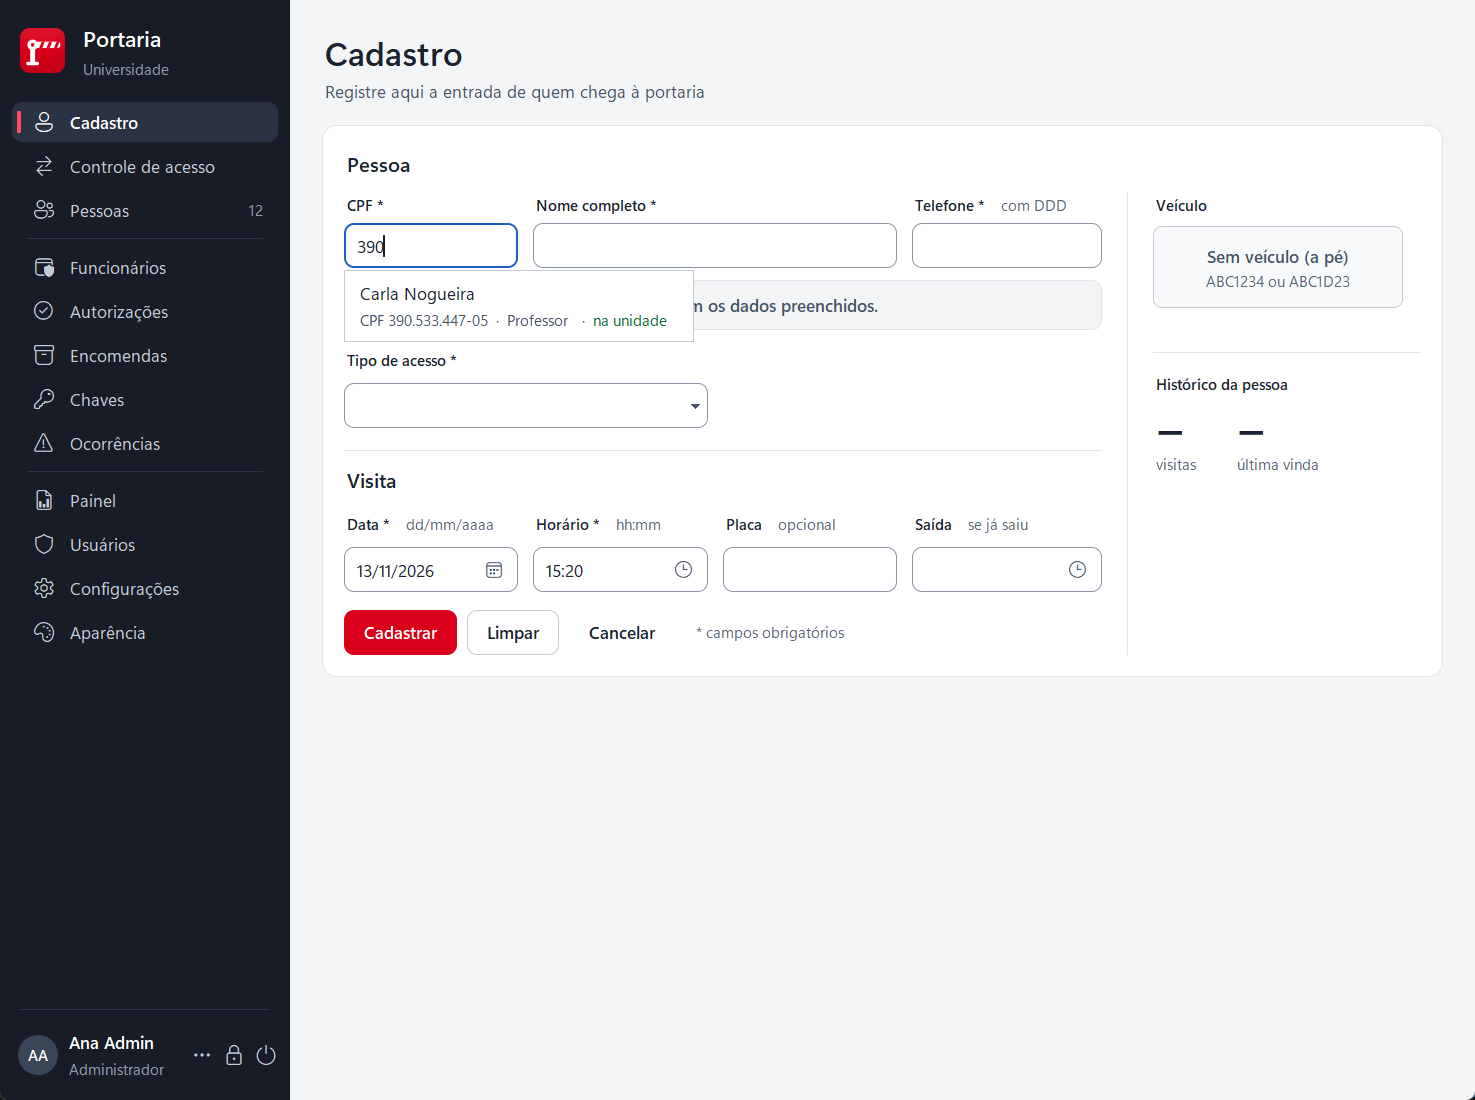 Portaria
Universidade
Cadastro
Controle de acesso
Pessoas 12
Funcionários
Autorizações
Encomendas
Chaves
Ocorrências
Painel
Usuários
Configurações
Aparência
AA
Ana Admin
Administrador
Cadastro
Registre aqui a entrada de quem chega à portaria
Pessoa
CPF * Nome completo * Telefone * com DDD
390
Carla Nogueira
CPF 390.533.447-05 · Professor · na unidade
os dados preenchidos.
Tipo de acesso *
Visita
Data * dd/mm/aaaa Horário * hh:mm Placa opcional Saída se já saiu
13/11/2026 15:20
Cadastrar Limpar Cancelar * campos obrigatórios
Veículo
Sem veículo (a pé)
ABC1234 ou ABC1D23
Histórico da pessoa
— —
visitas última vinda